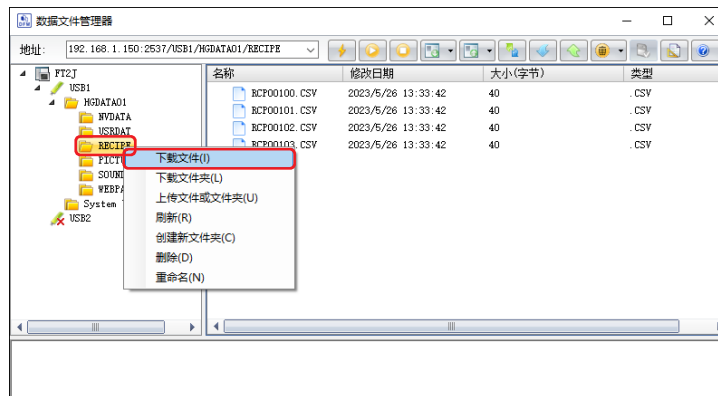 数据文件管理器
地址: 192.168.1.150:2537/USB1/HGDATA01/RECIPE
FT2J
USB1
HGDATA01
NVDATA
USRDAT
RECIPE
PICTU
SOUND
WEBPA
System
USB2
名称 修改日期 大小(字节) 类型
RCP00100.CSV 2023/5/26 13:33:42 40 .CSV
RCP00101.CSV 2023/5/26 13:33:42 40 .CSV
RCP00102.CSV 2023/5/26 13:33:42 40 .CSV
RCP00103.CSV 2023/5/26 13:33:42 40 .CSV
下载文件(I)
下载文件夹(L)
上传文件或文件夹(U)
刷新(R)
创建新文件夹(C)
删除(D)
重命名(N)